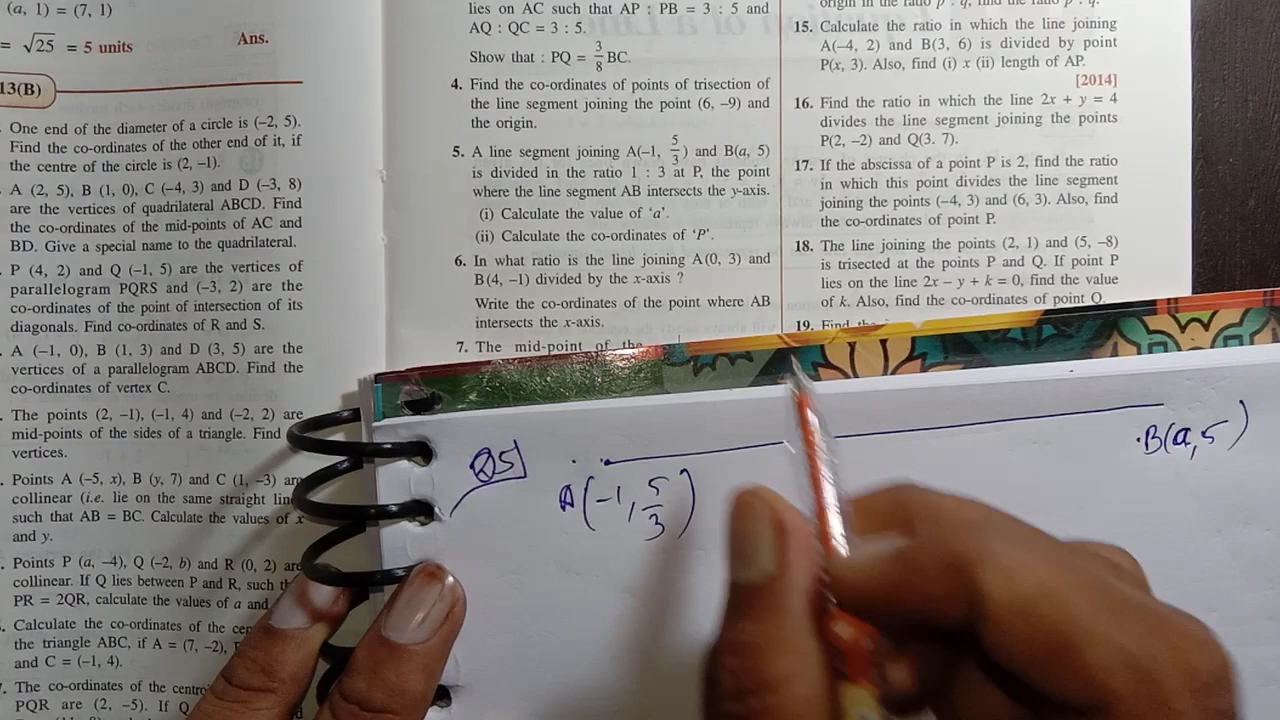 (a, 1) = (7, 1)
= √25 = 5 units Ans.
13(B)
One end of the diameter of a circle is (–2, 5).
Find the co-ordinates of the other end of it, if
the centre of the circle is (2, –1).
A (2, 5), B (1, 0), C (–4, 3) and D (–3, 8)
are the vertices of quadrilateral ABCD. Find
the co-ordinates of the mid-points of AC and
BD. Give a special name to the quadrilateral.
P (4, 2) and Q (–1, 5) are the vertices of
parallelogram PQRS and (–3, 2) are the
co-ordinates of the point of intersection of its
diagonals. Find co-ordinates of R and S.
A (–1, 0), B (1, 3) and D (3, 5) are the
vertices of a parallelogram ABCD. Find the
co-ordinates of vertex C.
The points (2, –1), (–1, 4) and (–2, 2) are
mid-points of the sides of a triangle. Find
vertices.
Points A (–5, x), B (y, 7) and C (1, –3) are
collinear (i.e. lie on the same straight line
such that AB = BC. Calculate the values of x
and y.
Points P (a, –4), Q (–2, b) and R (0, 2) are
collinear. If Q lies between P and R, such
PR = 2QR, calculate the values of a and
Calculate the co-ordinates of the
the triangle ABC, if A = (7, –2),
and C = (–1, 4).
The co-ordinates of the
PQR are (2, –5). If Q
lies on AC such that AP : PB = 3 : 5 and
AQ : QC = 3 : 5.
Show that : PQ = 3/8 BC.
4. Find the co-ordinates of points of trisection of
the line segment joining the point (6, –9) and
the origin.
5. A line segment joining A(–1, 5/3) and B(a, 5)
is divided in the ratio 1 : 3 at P, the point
where the line segment AB intersects the y-axis.
(i) Calculate the value of ‘a’.
(ii) Calculate the co-ordinates of ‘P’.
6. In what ratio is the line joining A(0, 3) and
B(4, –1) divided by the x-axis ?
Write the co-ordinates of the point where AB
intersects the x-axis.
7. The mid-point of the
origin in the ratio p : q, find the ratio p : q.
15. Calculate the ratio in which the line joining
A(–4, 2) and B(3, 6) is divided by point
P(x, 3). Also, find (i) x (ii) length of AP.
[2014]
16. Find the ratio in which the line 2x + y = 4
divides the line segment joining the points
P(2, –2) and Q(3. 7).
17. If the abscissa of a point P is 2, find the ratio
in which this point divides the line segment
joining the points (–4, 3) and (6, 3). Also, find
the co-ordinates of point P.
18. The line joining the points (2, 1) and (5, –8)
is trisected at the points P and Q. If point P
lies on the line 2x – y + k = 0, find the value
of k. Also, find the co-ordinates of point Q.
19. Find the
Q5
A(-1, 5/3)
B(a, 5)